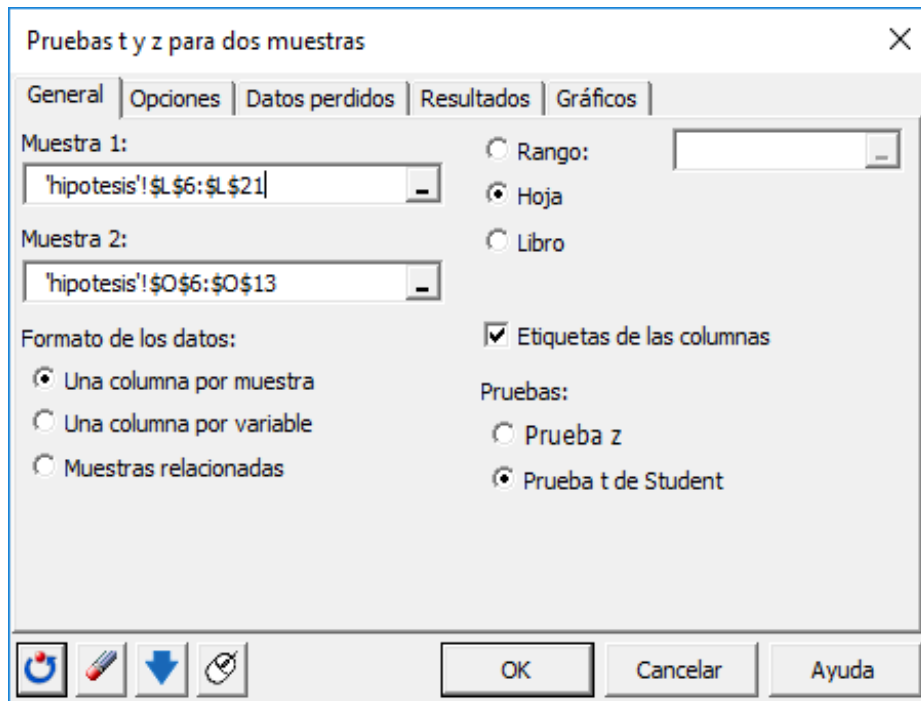 Pruebas t y z para dos muestras
General
Opciones
Datos perdidos
Resultados
Gráficos
Muestra 1:
'hipotesis'!$L$6:$L$21
Muestra 2:
'hipotesis'!$O$6:$O$13
Formato de los datos:
Una columna por muestra
Una columna por variable
Muestras relacionadas
Rango:
Hoja
Libro
Etiquetas de las columnas
Pruebas:
Prueba z
Prueba t de Student
OK
Cancelar
Ayuda